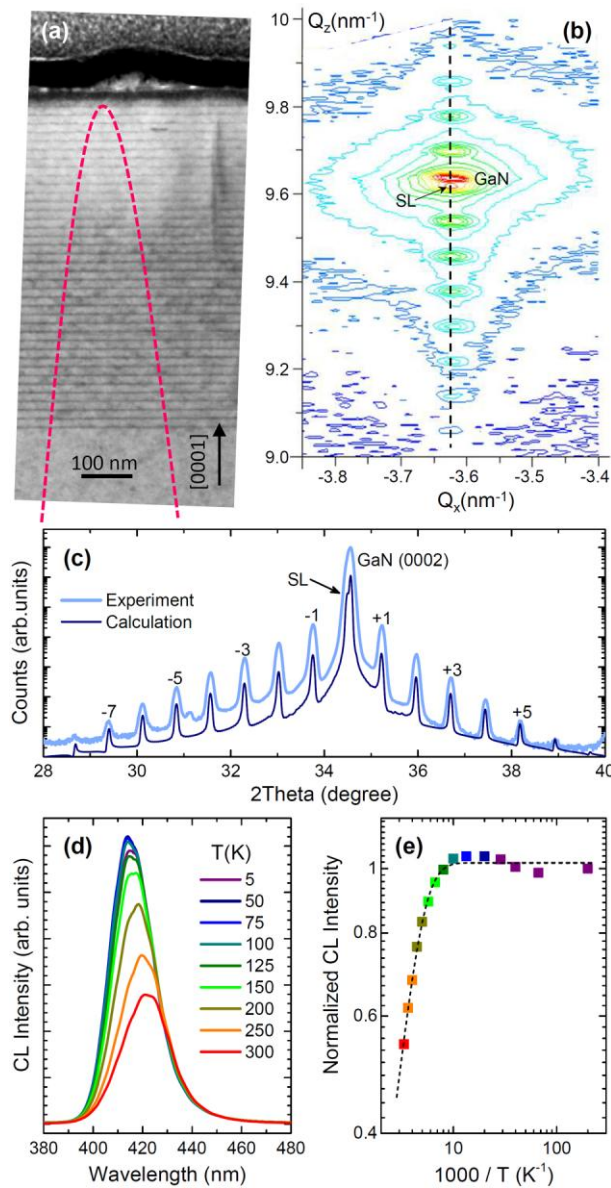 (a)
100 nm
[0001]
(b)
Qz(nm-1)
10.0
9.8
9.6
9.4
9.2
9.0
GaN
SL
-3.8
-3.7
-3.6
-3.5
-3.4
Qx(nm-1)
(c)
GaN (0002)
SL
Experiment
Calculation
-7
-5
-3
-1
+1
+3
+5
Counts (arb.units)
28
30
32
34
36
38
40
2Theta (degree)
(d)
T(K)
5
50
75
100
125
150
200
250
300
CL Intensity (arb. units)
380
400
420
440
460
480
Wavelength (nm)
(e)
1
0.8
0.6
0.4
Normalized CL Intensity
10
100
1000 / T (K-1)